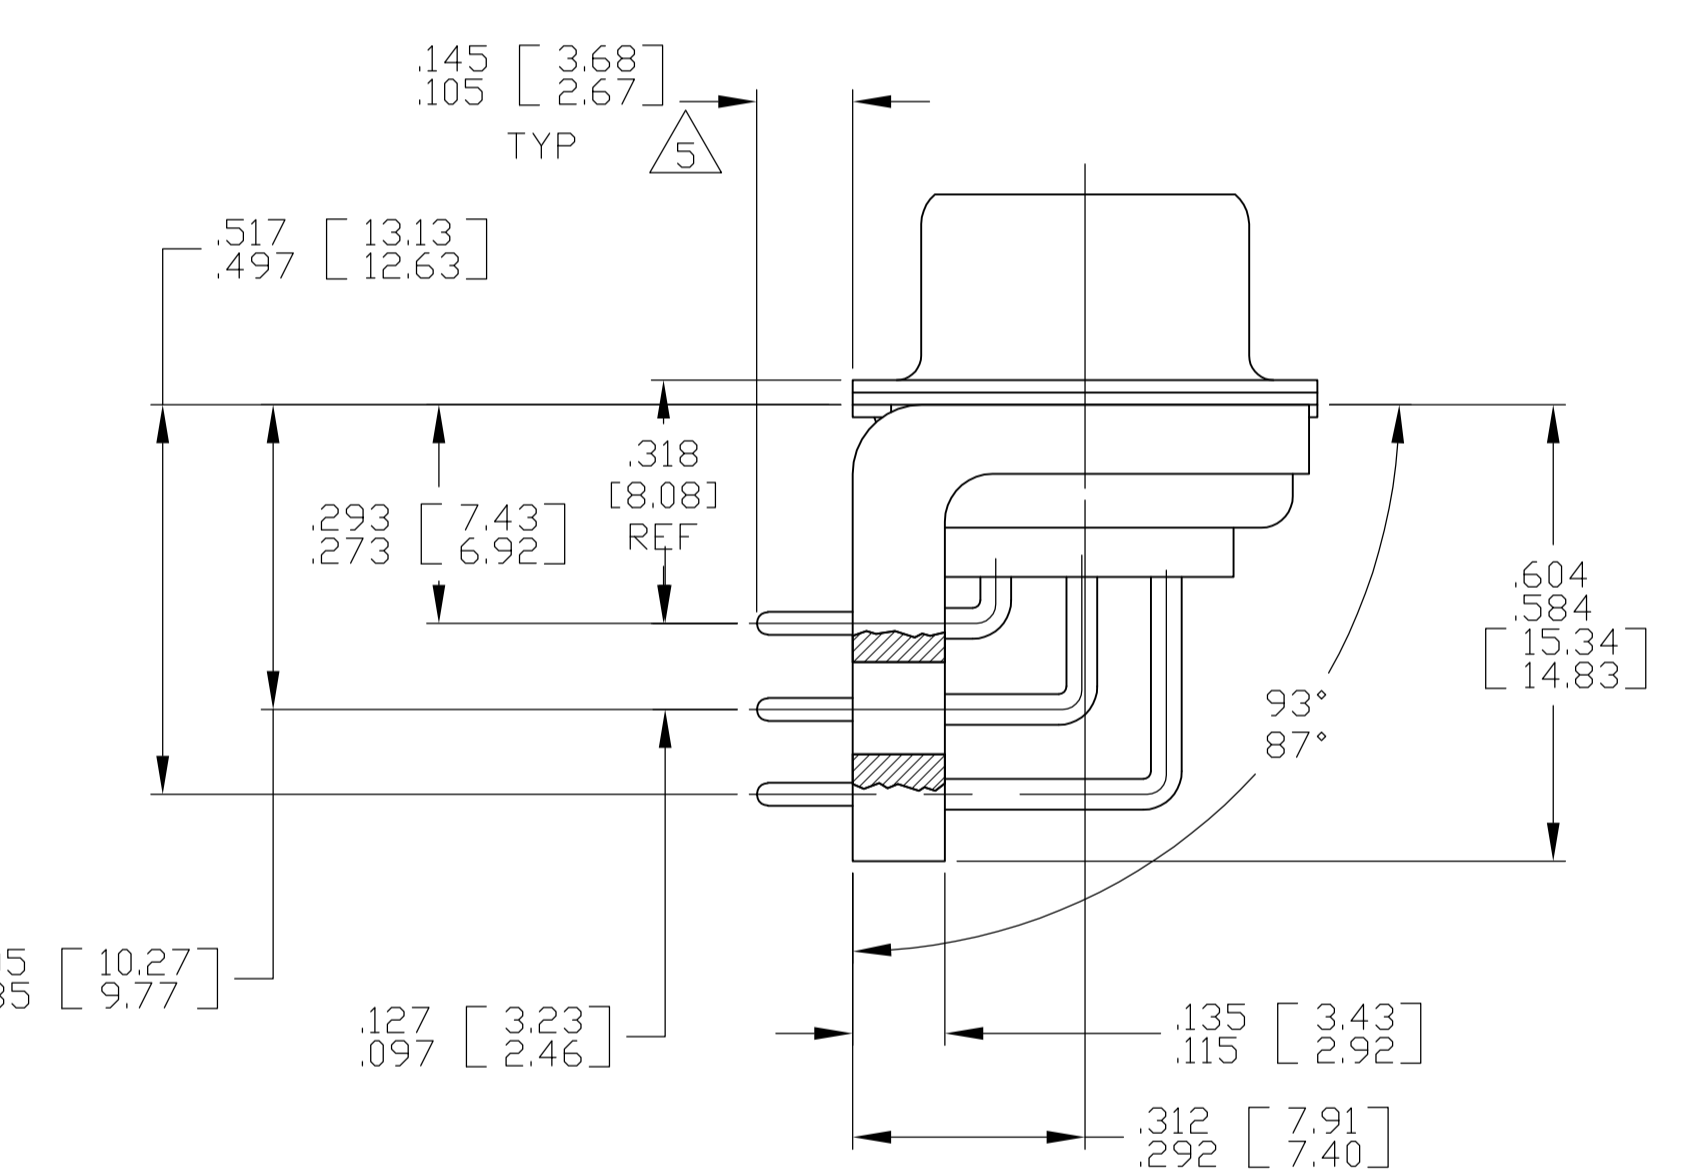 .145 [ 3.68 ]
.105 [ 2.67 ]
TYP
5
.517 [ 13.13 ]
.497 [ 12.63 ]
.318
[8.08]
REF
.293 [ 7.43 ]
.273 [ 6.92 ]
.604
.584
[ 15.34 ]
[ 14.83 ]
93°
87°
5 [ 10.27 ]
85 [ 9.77 ]
.127 [ 3.23 ]
.097 [ 2.46 ]
.135 [ 3.43 ]
.115 [ 2.92 ]
.312 [ 7.91 ]
.292 [ 7.40 ]